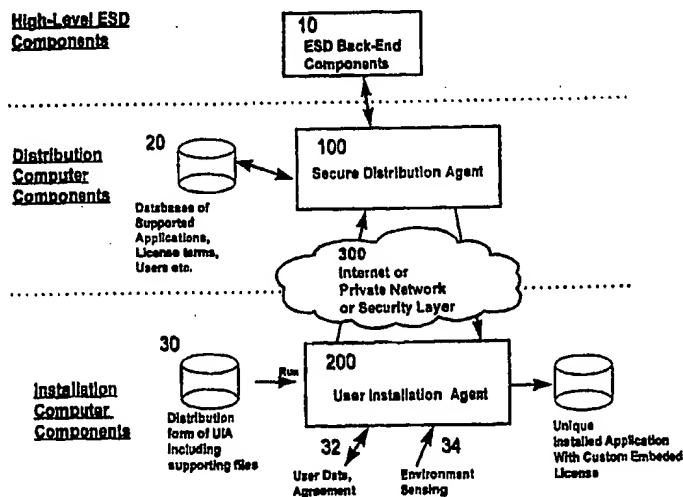 High-Level ESD
Components
10
ESD Back-End
Components
Distribution
Computer
Components
20
Databases of
Supported
Applications,
License terms,
Users etc.
100
Secure Distribution Agent
300
Internet or
Private Network
or Security Layer
Installation
Computer
Components
30
Distribution
form of UIA
including
supporting files
Run
200
User Installation Agent
32
User Data,
Agreement
34
Environment
Sensing
Unique
Installed Application
With Custom Embeded
License